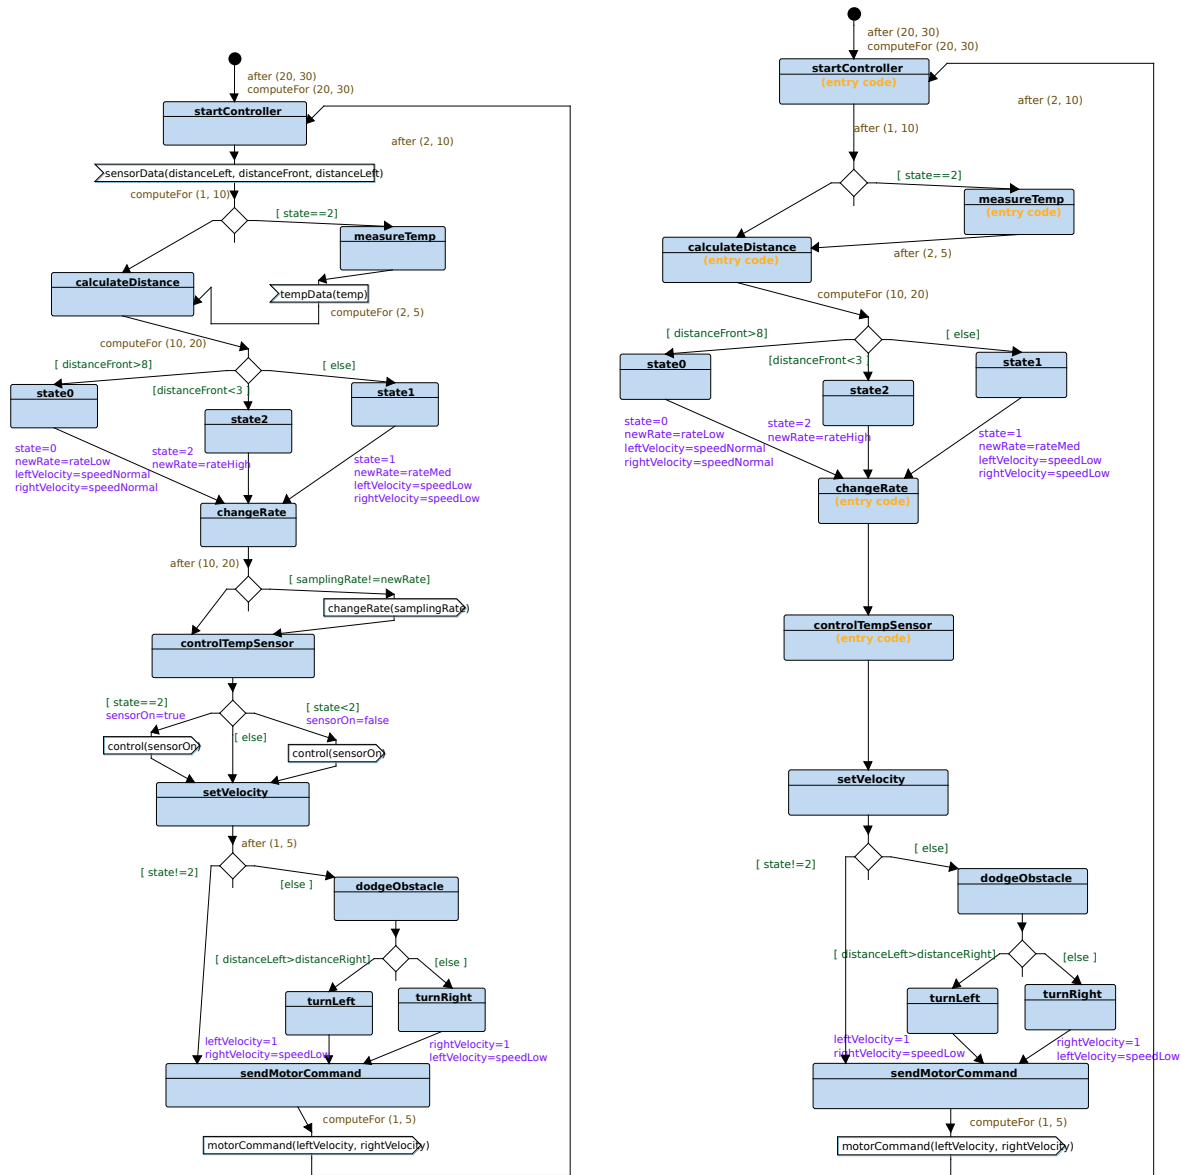 after (20, 30)
computeFor (20, 30)
startController
after (2, 10)
sensorData(distanceLeft, distanceFront, distanceLeft)
computeFor (1, 10)
[ state==2]
measureTemp
calculateDistance
tempData(temp)
computeFor (2, 5)
computeFor (10, 20)
[ distanceFront>8]
[distanceFront<3 ]
[ else]
state0
state2
state1
state=0
newRate=rateLow
leftVelocity=speedNormal
rightVelocity=speedNormal
state=2
newRate=rateHigh
state=1
newRate=rateMed
leftVelocity=speedLow
rightVelocity=speedLow
changeRate
after (10, 20)
[ samplingRate!=newRate]
changeRate(samplingRate)
controlTempSensor
[ state==2]
sensorOn=true
[ state<2]
sensorOn=false
[ else]
control(sensorOn)
control(sensorOn)
setVelocity
after (1, 5)
[ state!=2]
[else ]
dodgeObstacle
[ distanceLeft>distanceRight]
[else ]
turnLeft
turnRight
leftVelocity=1
rightVelocity=speedLow
rightVelocity=1
leftVelocity=speedLow
sendMotorCommand
computeFor (1, 5)
motorCommand(leftVelocity, rightVelocity)
after (20, 30)
computeFor (20, 30)
startController
(entry code)
after (2, 10)
after (1, 10)
[ state==2]
measureTemp
(entry code)
calculateDistance
(entry code)
after (2, 5)
computeFor (10, 20)
[ distanceFront>8]
[distanceFront<3 ]
[ else]
state0
state2
state1
state=0
newRate=rateLow
leftVelocity=speedNormal
rightVelocity=speedNormal
state=2
newRate=rateHigh
state=1
newRate=rateMed
leftVelocity=speedLow
rightVelocity=speedLow
changeRate
(entry code)
controlTempSensor
(entry code)
setVelocity
[ state!=2]
[ else]
dodgeObstacle
[ distanceLeft>distanceRight]
[else ]
turnLeft
turnRight
leftVelocity=1
rightVelocity=speedLow
rightVelocity=1
leftVelocity=speedLow
sendMotorCommand
computeFor (1, 5)
motorCommand(leftVelocity, rightVelocity)